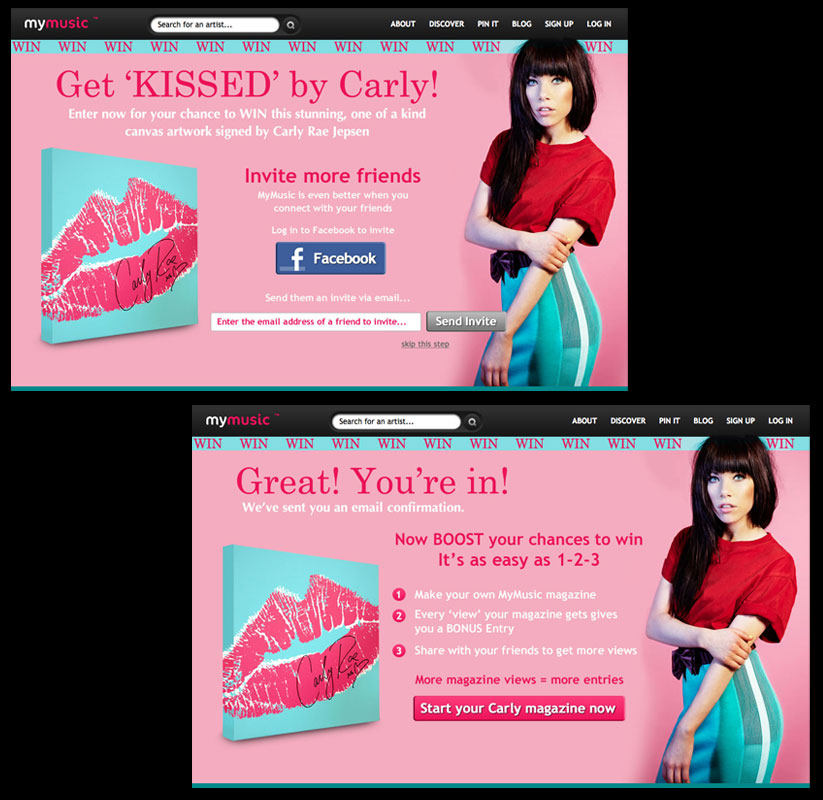 mymusic ™
Search for an artist...
ABOUT DISCOVER PIN IT BLOG SIGN UP LOG IN
WIN WIN WIN WIN WIN WIN WIN WIN WIN WIN WIN WIN
Get ‘KISSED’ by Carly!
Enter now for your chance to WIN this stunning, one of a kind
canvas artwork signed by Carly Rae Jepsen
Invite more friends
MyMusic is even better when you
connect with your friends
Log in to Facebook to invite
f Facebook
Carly Rae
Send them an invite via email...
Enter the email address of a friend to invite...
Send Invite
skip this step
mymusic ™
Search for an artist...
ABOUT DISCOVER PIN IT BLOG SIGN UP LOG IN
WIN WIN WIN WIN WIN WIN WIN WIN WIN WIN WIN WIN
Great! You’re in!
We’ve sent you an email confirmation.
Now BOOST your chances to win
It’s as easy as 1-2-3
1 Make your own MyMusic magazine
2 Every ‘view’ your magazine gets gives
you a BONUS Entry
3 Share with your friends to get more views
Carly Rae
More magazine views = more entries
Start your Carly magazine now